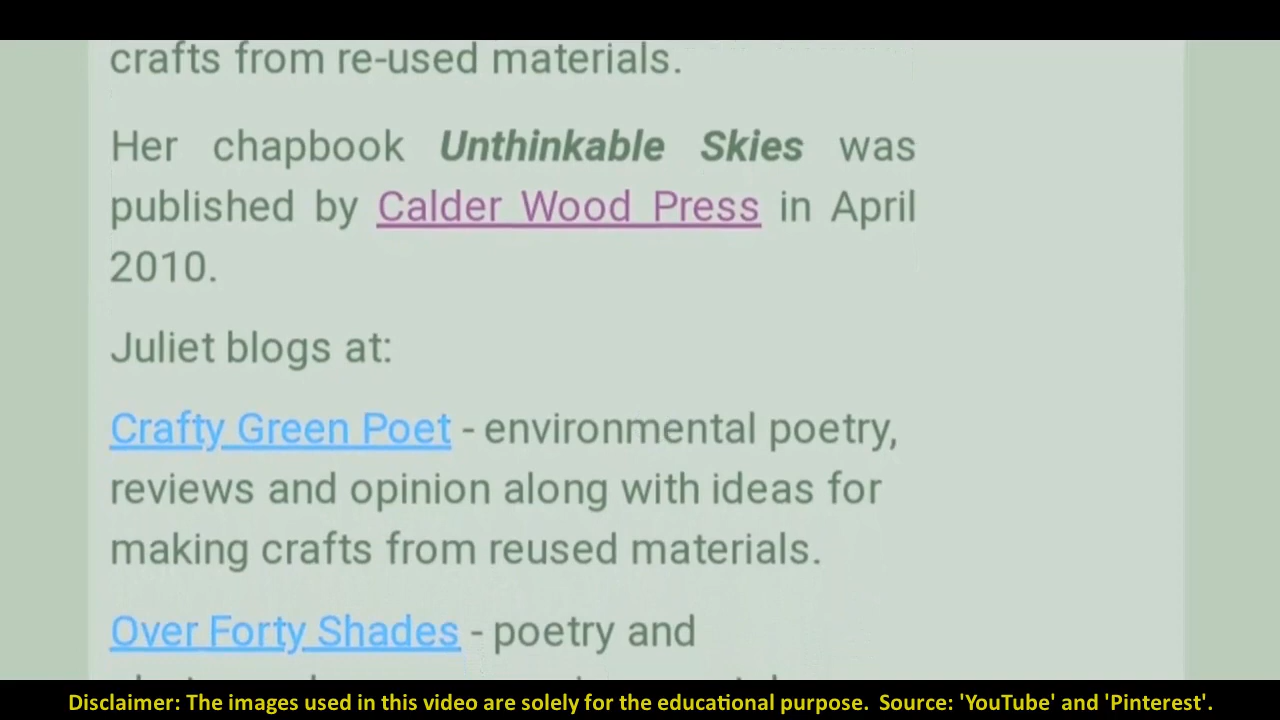 crafts from re-used materials.
Her chapbook Unthinkable Skies was
published by Calder Wood Press in April
2010.
Juliet blogs at:
Crafty Green Poet - environmental poetry,
reviews and opinion along with ideas for
making crafts from reused materials.
Over Forty Shades - poetry and
Disclaimer: The images used in this video are solely for the educational purpose. Source: 'YouTube' and 'Pinterest'.